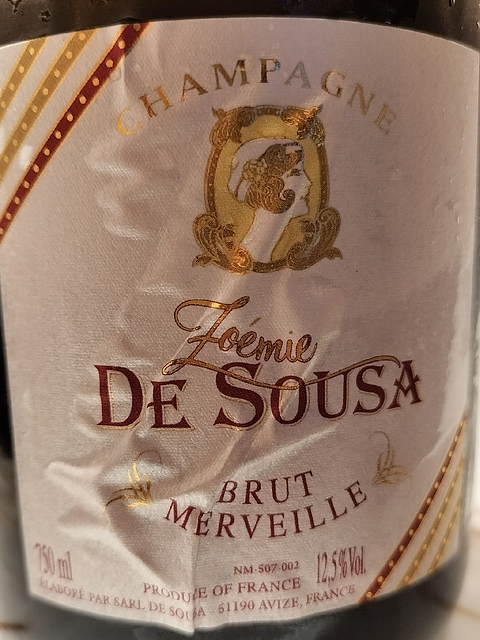 CHAMPAGNE
Zoémie
DE SOUSA
BRUT
MERVEILLE
NM-507-002
750 ml PRODUCE OF FRANCE 12,5% Vol.
ELABORÉ PAR SARL DE SOUSA - 51190 AVIZE, FRANCE